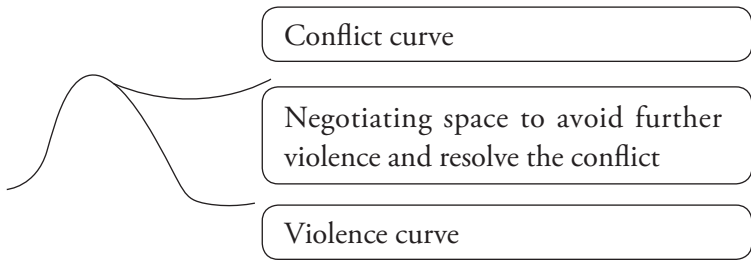 Conflict curve
Negotiating space to avoid further
violence and resolve the conflict
Violence curve